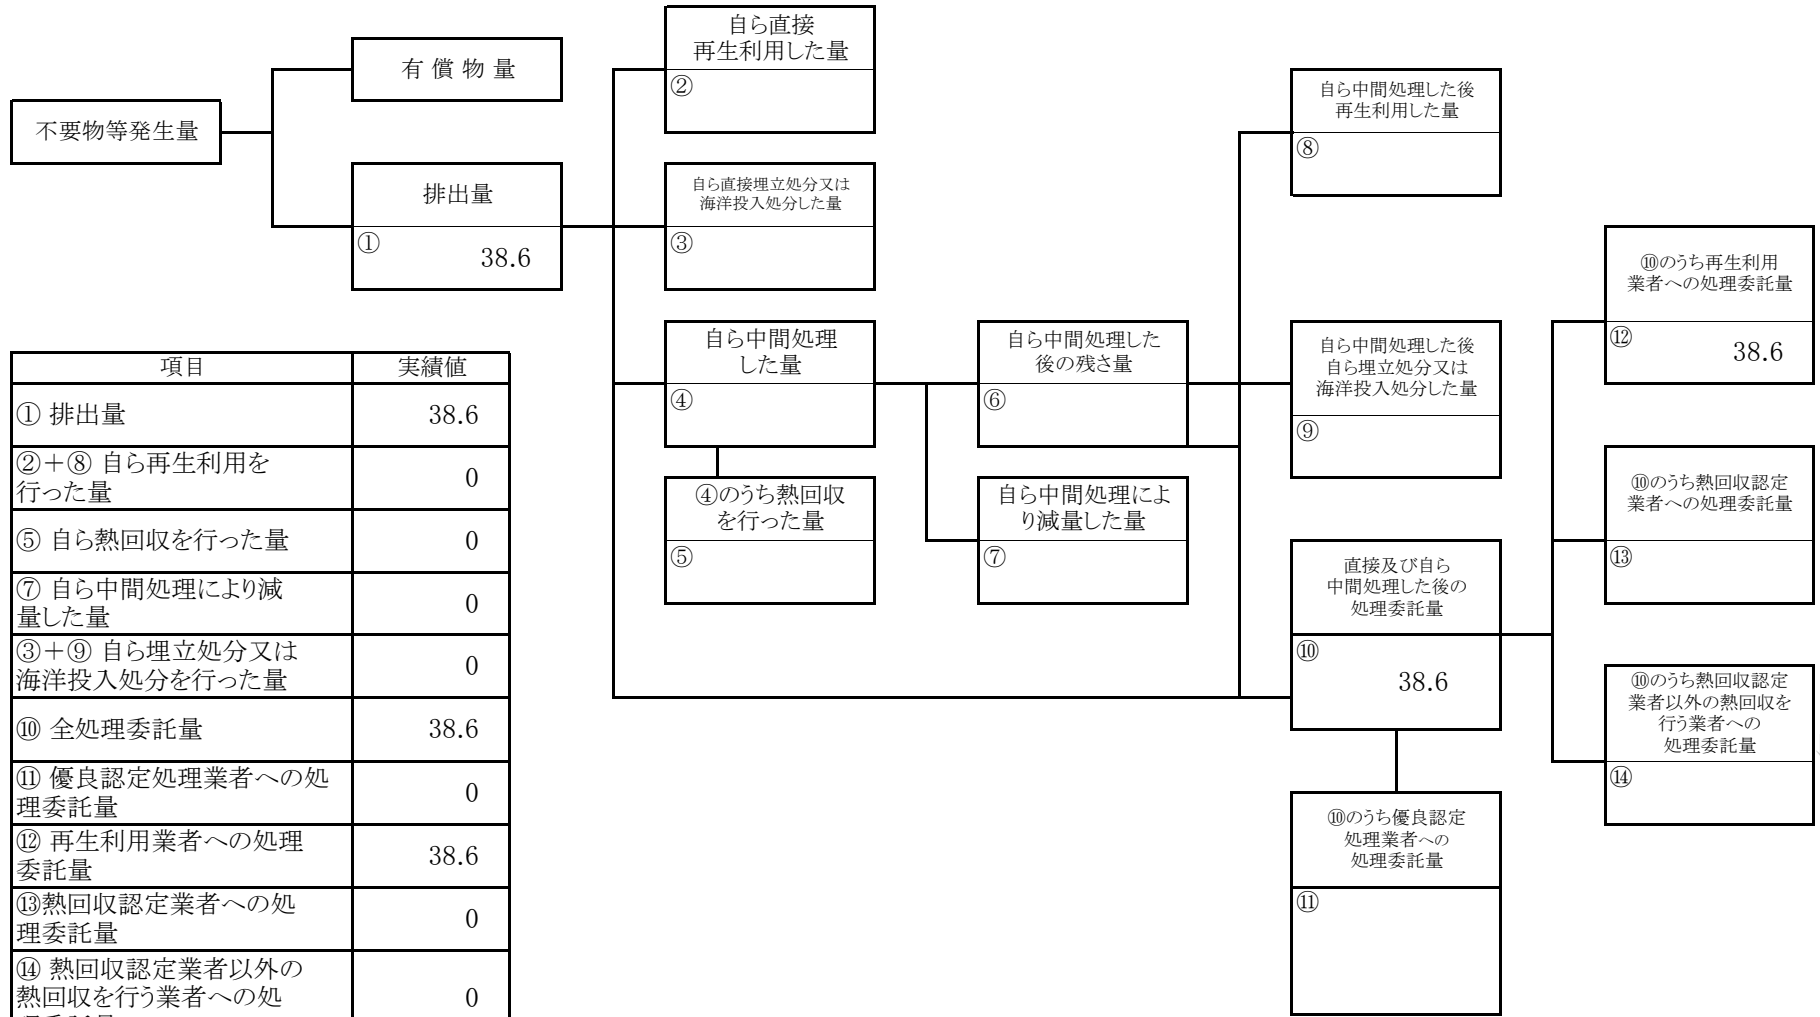 不要物等発生量
有 償 物 量
排出量
①
38.6
自ら直接
再生利用した量
②
自ら直接埋立処分又は
海洋投入処分した量
③
自ら中間処理
した量
④
④のうち熱回収
を行った量
⑤
自ら中間処理した
後の残さ量
⑥
自ら中間処理によ
り減量した量
⑦
自ら中間処理した後
再生利用した量
⑧
自ら中間処理した後
自ら埋立処分又は
海洋投入処分した量
⑨
直接及び自ら
中間処理した後の
処理委託量
⑩
38.6
⑩のうち優良認定
処理業者への
処理委託量
⑪
⑩のうち再生利用
業者への処理委託量
⑫
38.6
⑩のうち熱回収認定
業者への処理委託量
⑬
⑩のうち熱回収認定
業者以外の熱回収を
行う業者への
処理委託量
⑭
項目 実績値
① 排出量 38.6
②+⑧ 自ら再生利用を
行った量 0
⑤ 自ら熱回収を行った量 0
⑦ 自ら中間処理により減
量した量 0
③+⑨ 自ら埋立処分又は
海洋投入処分を行った量 0
⑩ 全処理委託量 38.6
⑪ 優良認定処理業者への処
理委託量 0
⑫ 再生利用業者への処理
委託量 38.6
⑬熱回収認定業者への処
理委託量 0
⑭ 熱回収認定業者以外の
熱回収を行う業者への処 0